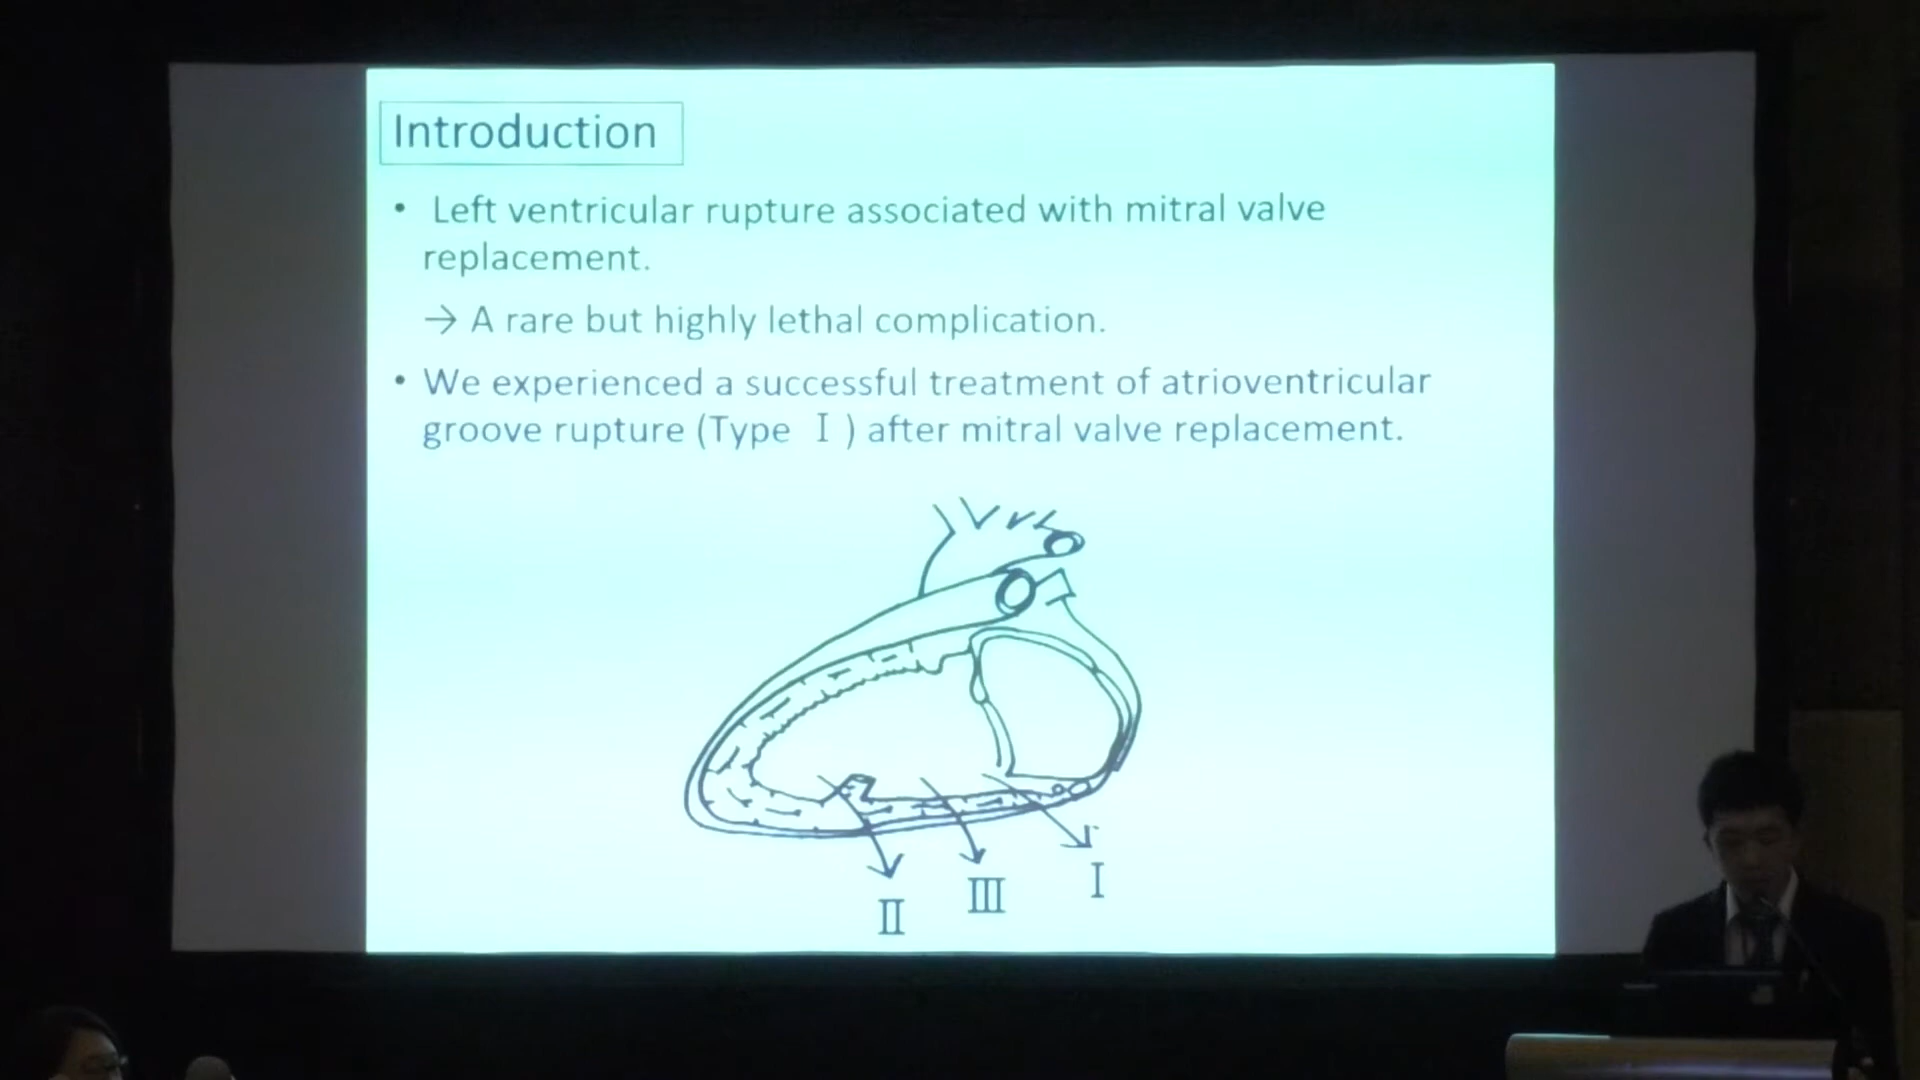 Introduction
• Left ventricular rupture associated with mitral valve
replacement.
→ A rare but highly lethal complication.
• We experienced a successful treatment of atrioventricular
groove rupture (Type Ⅰ) after mitral valve replacement.
Ⅰ
Ⅲ
Ⅱ